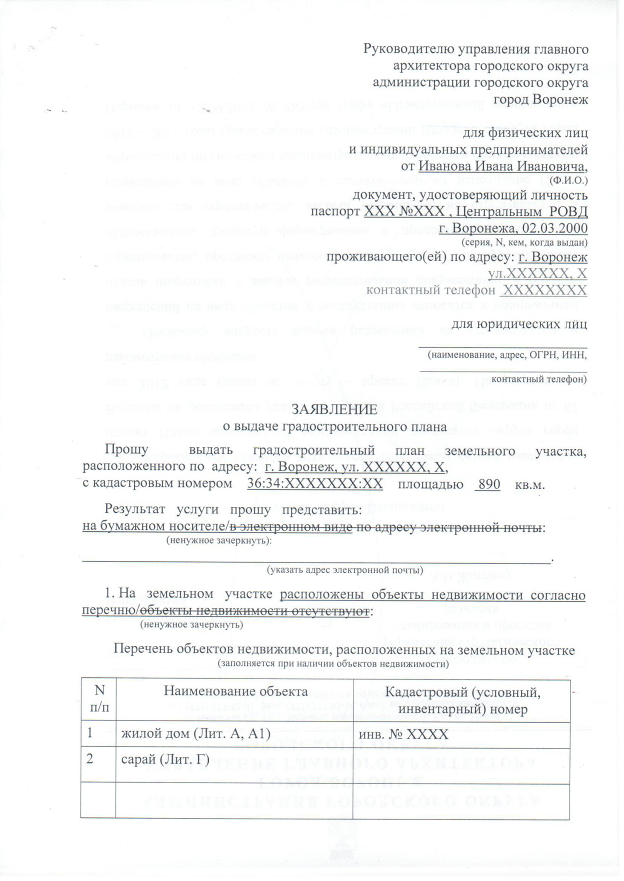 Руководителю управления главного
архитектора городского округа
администрации городского округа
город Воронеж
для физических лиц
и индивидуальных предпринимателей
от Иванова Ивана Ивановича,
(Ф.И.О.)
документ, удостоверяющий личность
паспорт ХХХ №ХХХ , Центральным РОВД
г. Воронежа, 02.03.2000
(серия, N, кем, когда выдан)
проживающего(ей) по адресу: г. Воронеж
ул.ХХХХХХ, Х
контактный телефон ХХХХХХХХ
для юридических лиц
(наименование, адрес, ОГРН, ИНН,
контактный телефон)
ЗАЯВЛЕНИЕ
о выдаче градостроительного плана
Прошу выдать градостроительный план земельного участка,
расположенного по адресу: г. Воронеж, ул. ХХХХХХ, Х,
с кадастровым номером 36:34:ХХХХХХХ:ХХ площадью 890 кв.м.
Результат услуги прошу представить:
на бумажном носителе/в электронном виде по адресу электронной почты:
(ненужное зачеркнуть):
(указать адрес электронной почты)
1. На земельном участке расположены объекты недвижимости согласно
перечню/объекты недвижимости отсутствуют:
(ненужное зачеркнуть)
Перечень объектов недвижимости, расположенных на земельном участке
(заполняется при наличии объектов недвижимости)
N п/п Наименование объекта Кадастровый (условный, инвентарный) номер
1 жилой дом (Лит. А, А1) инв. № ХХХХ
2 сарай (Лит. Г)